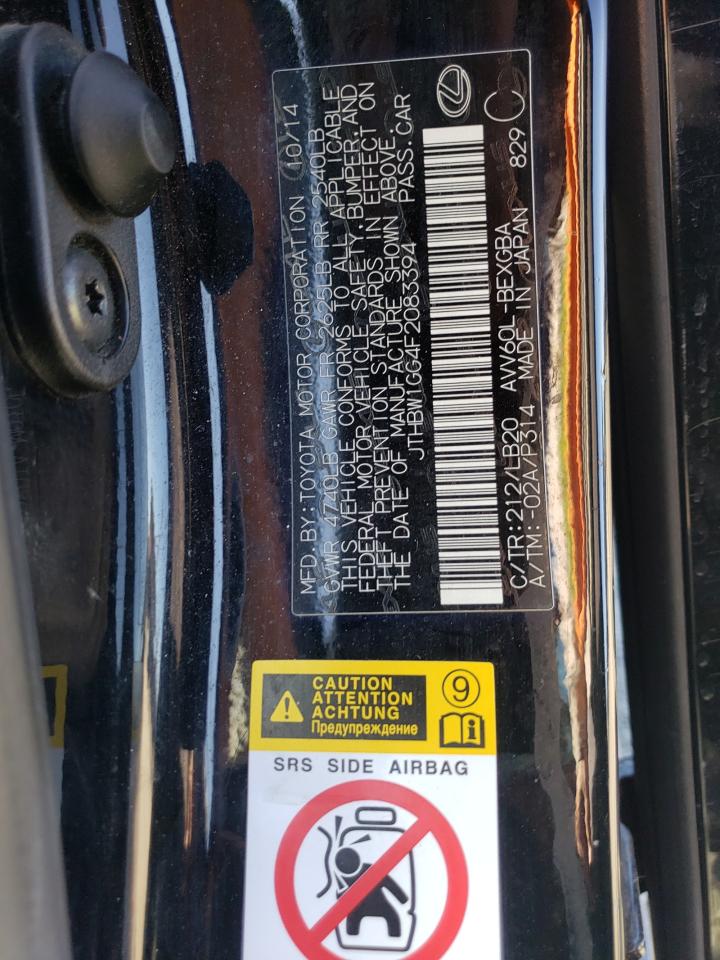 MFD BY: TOYOTA MOTOR CORPORATION 10/14
GVWR 4740LB GAWR FR 2625LB RR 2540LB
THIS VEHICLE CONFORMS TO ALL APPLICABLE
FEDERAL MOTOR VEHICLE SAFETY, BUMPER, AND
THEFT PREVENTION STANDARDS IN EFFECT ON
THE DATE OF MANUFACTURE SHOWN ABOVE.
JTHBW1GG4F2083394 PASS. CAR
C/TR: 212/LB20 AVV60L-BEXGBA 829 C
A/TM: -02A/P314 MADE IN JAPAN
CAUTION
ATTENTION
ACHTUNG
Предупреждение
9
i
SRS SIDE AIRBAG